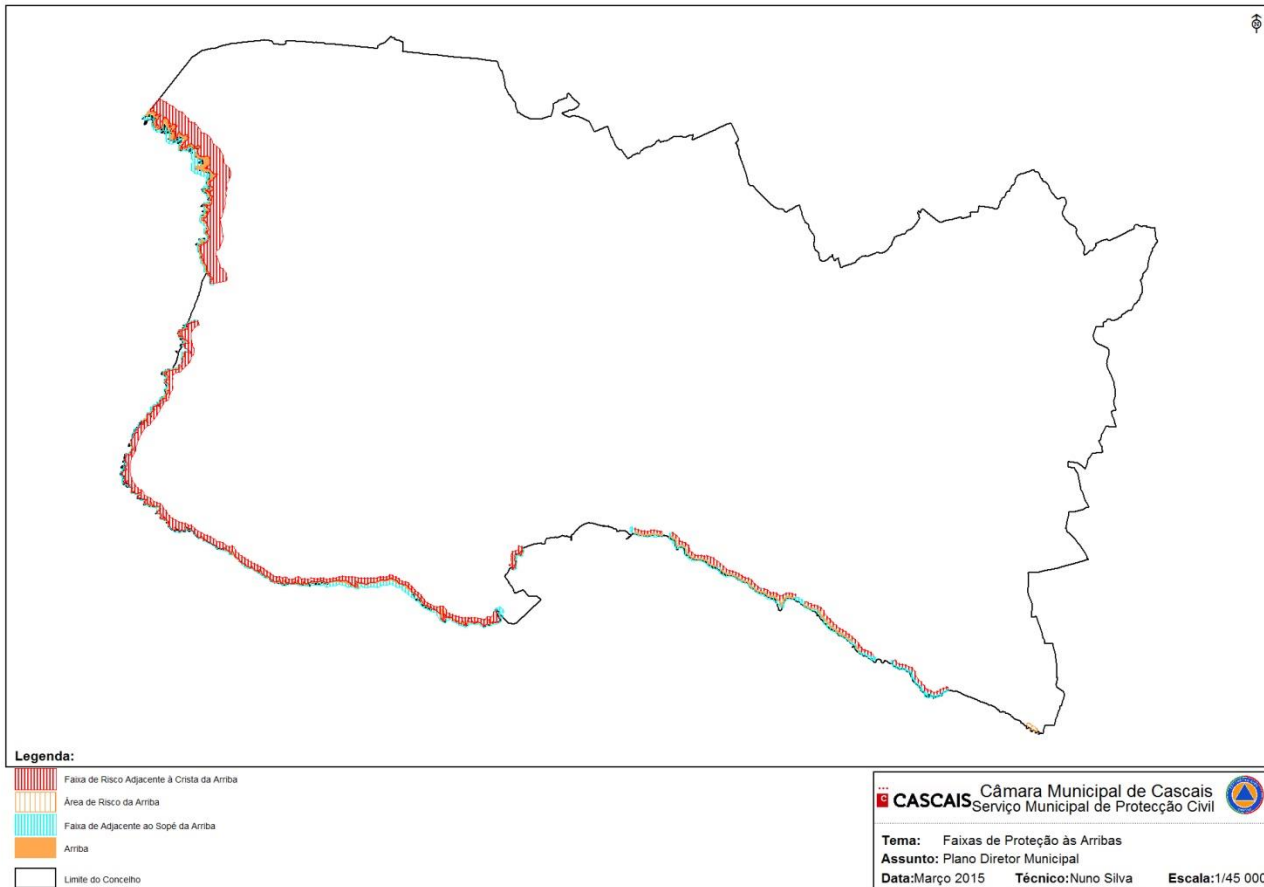 N
Legenda:
Faixa de Risco Adjacente à Crista da Arriba
Área de Risco da Arriba
Faixa de Adjacente ao Sopé da Arriba
Arriba
Limite do Concelho
C CASCAIS
Câmara Municipal de Cascais
Serviço Municipal de Protecção Civil
Tema: Faixas de Proteção às Arribas
Assunto: Plano Diretor Municipal
Data:Março 2015 Técnico:Nuno Silva Escala:1/45 000